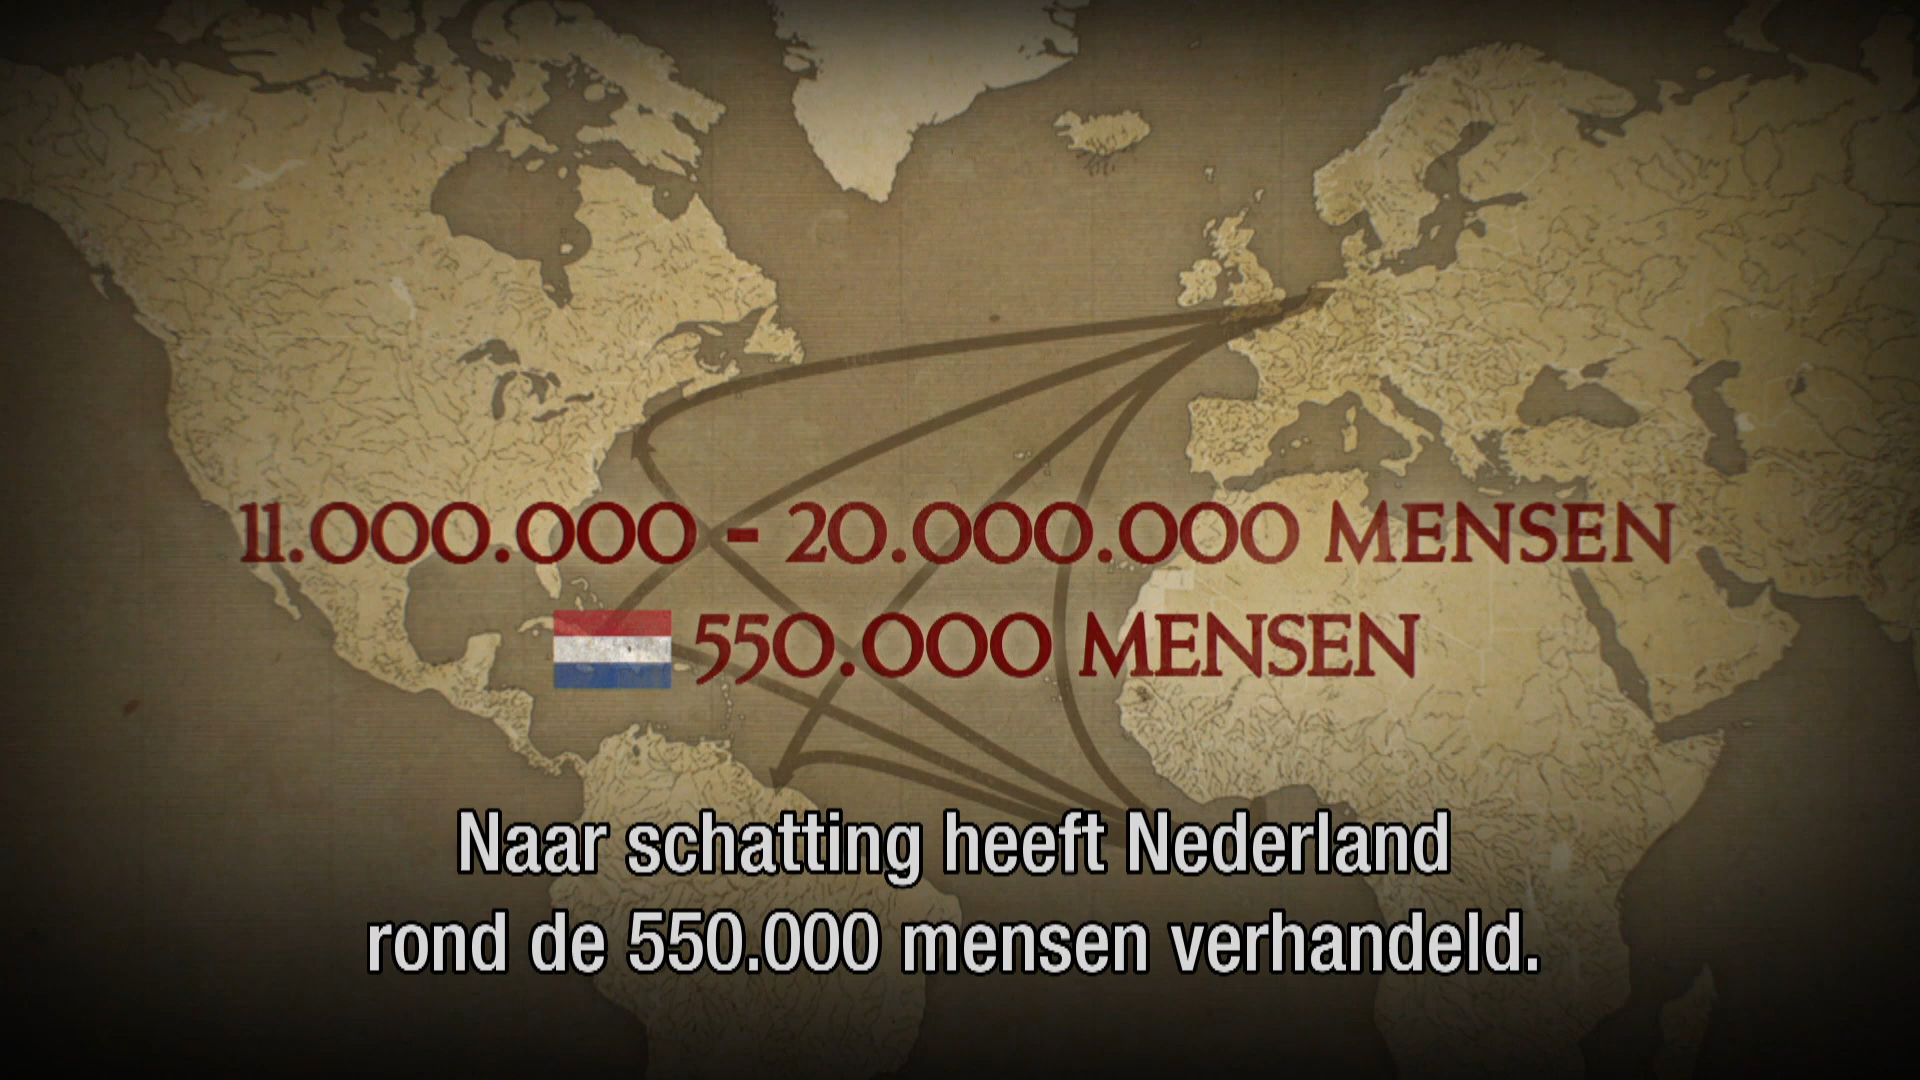 11.000.000 - 20.000.000 MENSEN
550.000 MENSEN
Naar schatting heeft Nederland
rond de 550.000 mensen verhandeld.